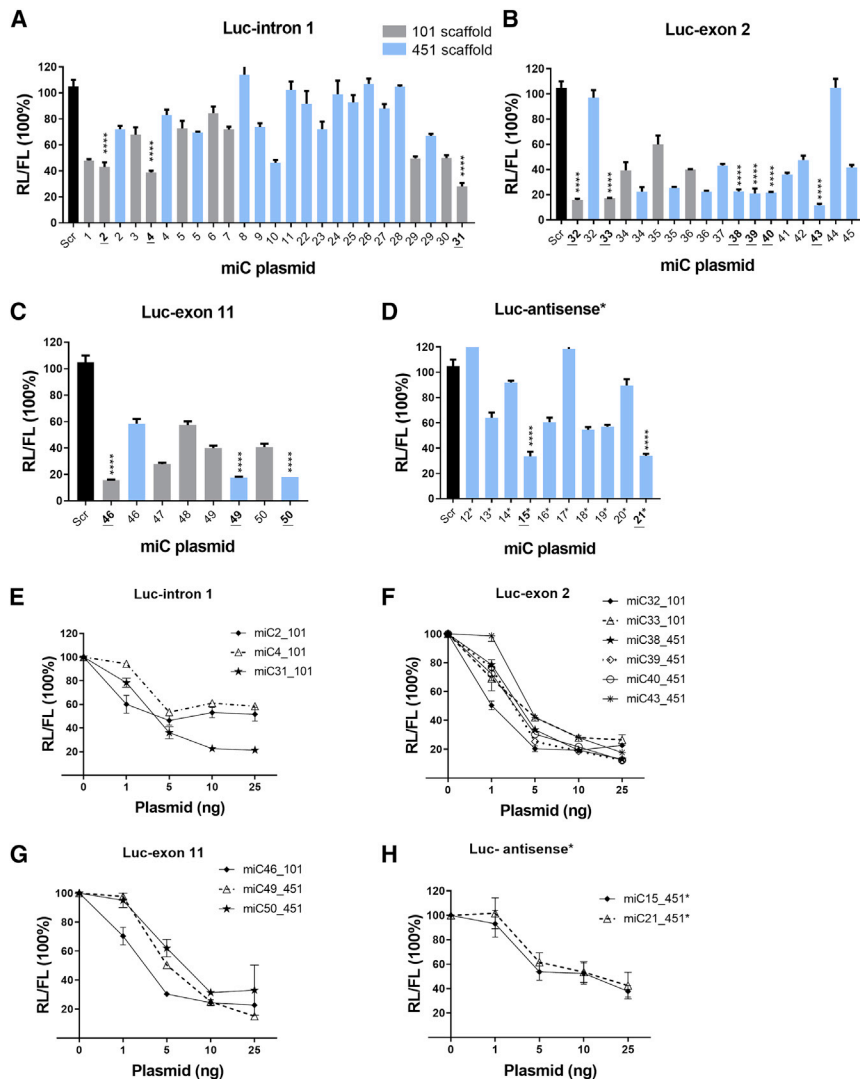 A
Luc-intron 1
101 scaffold
451 scaffold
RL/FL (100%)
120
100
80
60
40
20
0
****
****
****
Scr 1 2 2 3 4 4 5 5 6 7 8 9 10 11 22 23 24 25 26 27 28 29 29 30 31
miC plasmid
B
Luc-exon 2
RL/FL (100%)
120
100
80
60
40
20
0
****
****
****
****
****
****
Scr 32 32 33 34 34 35 35 36 36 37 38 39 40 41 42 43 44 45
miC plasmid
C
Luc-exon 11
RL/FL (100%)
120
100
80
60
40
20
0
****
****
****
Scr 46 46 47 48 49 49 50 50
miC plasmid
D
Luc-antisense*
RL/FL (100%)
120
100
80
60
40
20
0
****
****
Scr 12* 13* 14* 15* 16* 17* 18* 19* 20* 21*
miC plasmid
E
Luc-intron 1
miC2_101
miC4_101
miC31_101
RL/FL (100%)
120
100
80
60
40
20
0 1 5 10 25
Plasmid (ng)
F
Luc-exon 2
miC32_101
miC33_101
miC38_451
miC39_451
miC40_451
miC43_451
RL/FL (100%)
100
80
60
40
20
0 1 5 10 25
Plasmid (ng)
G
Luc-exon 11
miC46_101
miC49_451
miC50_451
RL/FL (100%)
100
80
60
40
20
0 1 5 10 25
Plasmid (ng)
H
Luc- antisense*
miC15_451*
miC21_451*
RL/FL (100%)
120
100
80
60
40
20
0 1 5 10 25
Plasmid (ng)